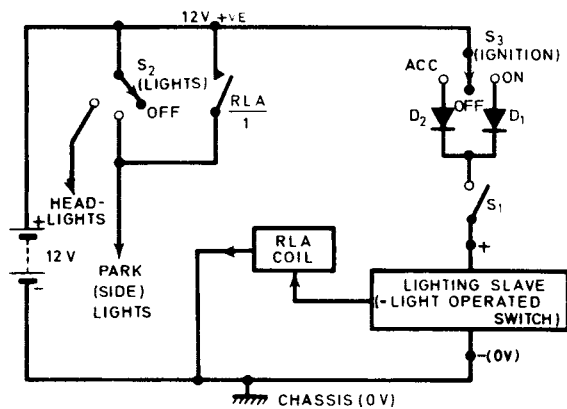 12V +VE
S3
(IGNITION)
S2
(LIGHTS)
OFF
RLA
1
ACC
ON
OFF
D2
D1
HEAD-
LIGHTS
S1
+
12V
-
PARK
(SIDE)
LIGHTS
RLA
COIL
+
LIGHTING SLAVE
(-LIGHT OPERATED
SWITCH)
-(0V)
CHASSIS (0V)